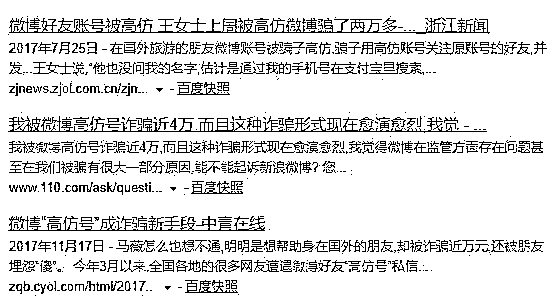 微博好友账号被高仿 王女士上周被高仿微博骗了两万多-..._浙江新闻
2017年7月25日 - 在国外旅游的朋友微博账号被骗子高仿,骗子用高仿账号关注原账号的好友,并
发...王女士说,“他也没问我的名字,估计是通过我的手机号在支付宝里搜索,...
zjnews.zjol.com.cn/zjn... - 百度快照
我被微博高仿号诈骗近4万,而且这种诈骗形式现在愈演愈烈,我觉 - ...
我被微博高仿号诈骗近4万,而且这种诈骗形式现在愈演愈烈,我觉得微博在监管方面存在问题甚
至在我们被骗有很大一部分原因,能不能起诉新浪微博? 您...
www.110.com/ask/questi... - 百度快照
微博“高仿号”成诈骗新手段-中青在线
2017年11月17日 - 马薇怎么也想不通,明明是想帮助身在国外的朋友,却被诈骗近万元,还被朋友
埋怨“傻”。 今年3月以来,全国各地的很多网友遭遇微博好友“高仿号”私信...
zqb.cyol.com/html/2017... - 百度快照